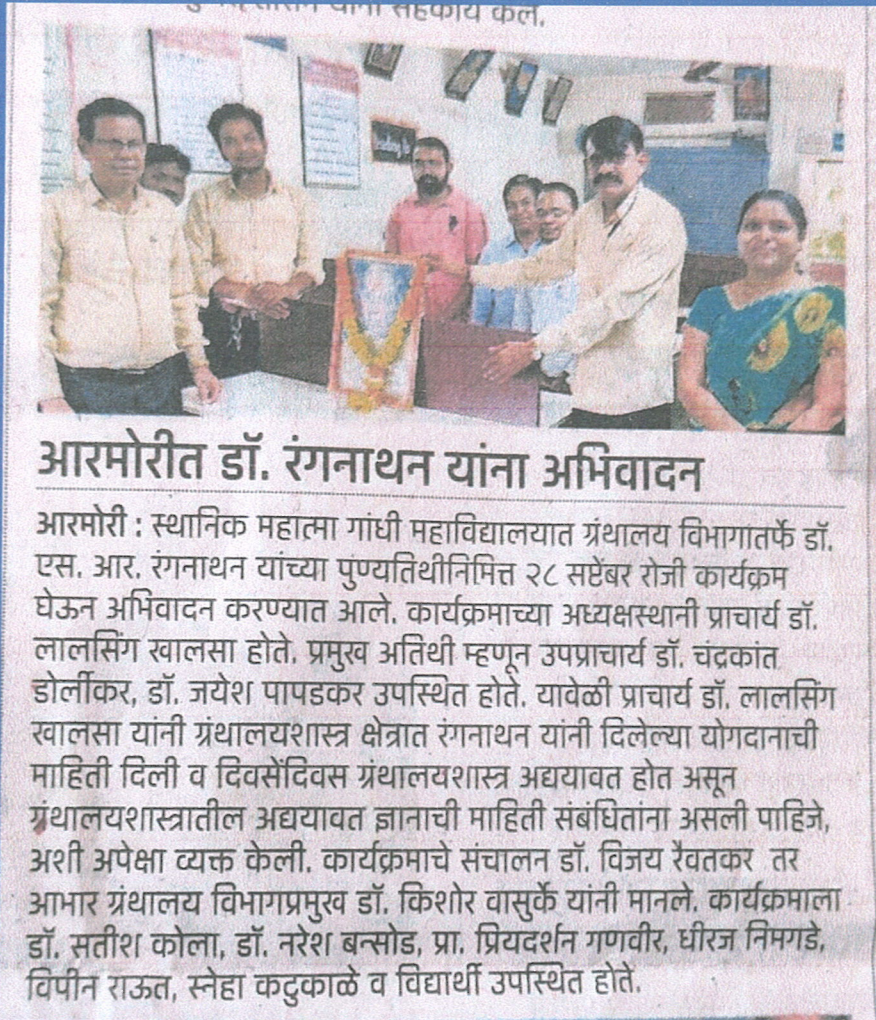 यांनी सहकार्य केले.
आरमोरीत डॉ. रंगनाथन यांना अभिवादन
आरमोरी : स्थानिक महात्मा गांधी महाविद्यालयात ग्रंथालय विभागातर्फे डॉ.
एस. आर. रंगनाथन यांच्या पुंण्यतिथीनिमित्त २८ सप्टेंबर रोजी कार्यक्रम
घेऊन अभिवादन करण्यात आले. कार्यक्रमाच्या अध्यक्षस्थानी प्राचार्य डॉ.
लालसिंग खालसा होते. प्रमुख अतिथी म्हणून उपप्राचार्य डॉ. चंद्रकांत
डोर्लीकर, डॉ. जयेश पापडकर उपस्थित होते. यावेळी प्राचार्य डॉ. लालसिंग
खालसा यांनी ग्रंथालयशास्त्र क्षेत्रात रंगनाथन यांनी दिलेल्या योगदानाची
माहिती दिली व दिवसेंदिवस ग्रंथालयशास्त्र अद्ययावत होत असून
ग्रंथालयशास्त्रातील अद्ययावत ज्ञानाची माहिती संबंधितांना असली पाहिजे,
अशी अपेक्षा व्यक्त केली. कार्यक्रमाचे संचालन डॉ. विजय रैवतकर तर
आभार ग्रंथालय विभागप्रमुख डॉ. किशोर वासुर्के यांनी मानले. कार्यक्रमाला
डॉ. सतीश कोला, डॉ. नरेश बन्सोड, प्रा. प्रियदर्शन गणवीर, धीरज निमगडे,
विपीन राऊत, स्नेहा कटुकाळे व विद्यार्थी उपस्थित होते.